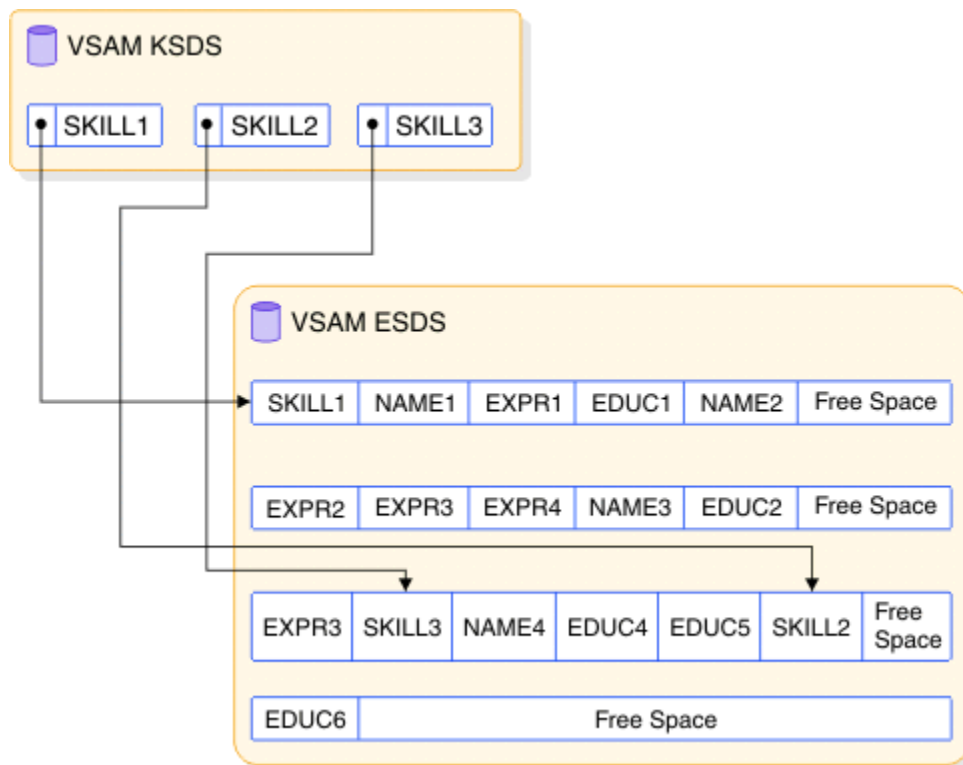 VSAM KSDS
SKILL1 SKILL2 SKILL3
VSAM ESDS
SKILL1 NAME1 EXPR1 EDUC1 NAME2 Free Space
EXPR2 EXPR3 EXPR4 NAME3 EDUC2 Free Space
EXPR3 SKILL3 NAME4 EDUC4 EDUC5 SKILL2 Free
Space
EDUC6 Free Space